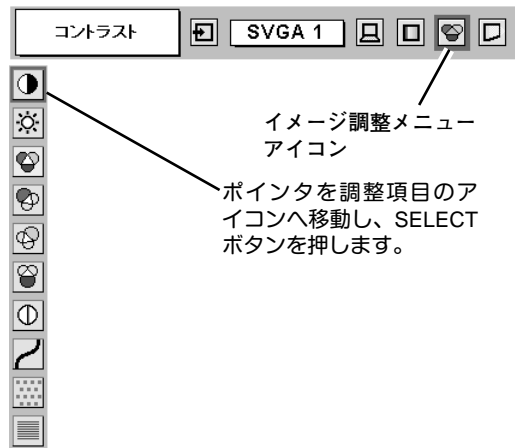 コントラスト
SVGA 1
イメージ調整メニュー
アイコン
ポインタを調整項目のア
イコンへ移動し、SELECT
ボタンを押します。